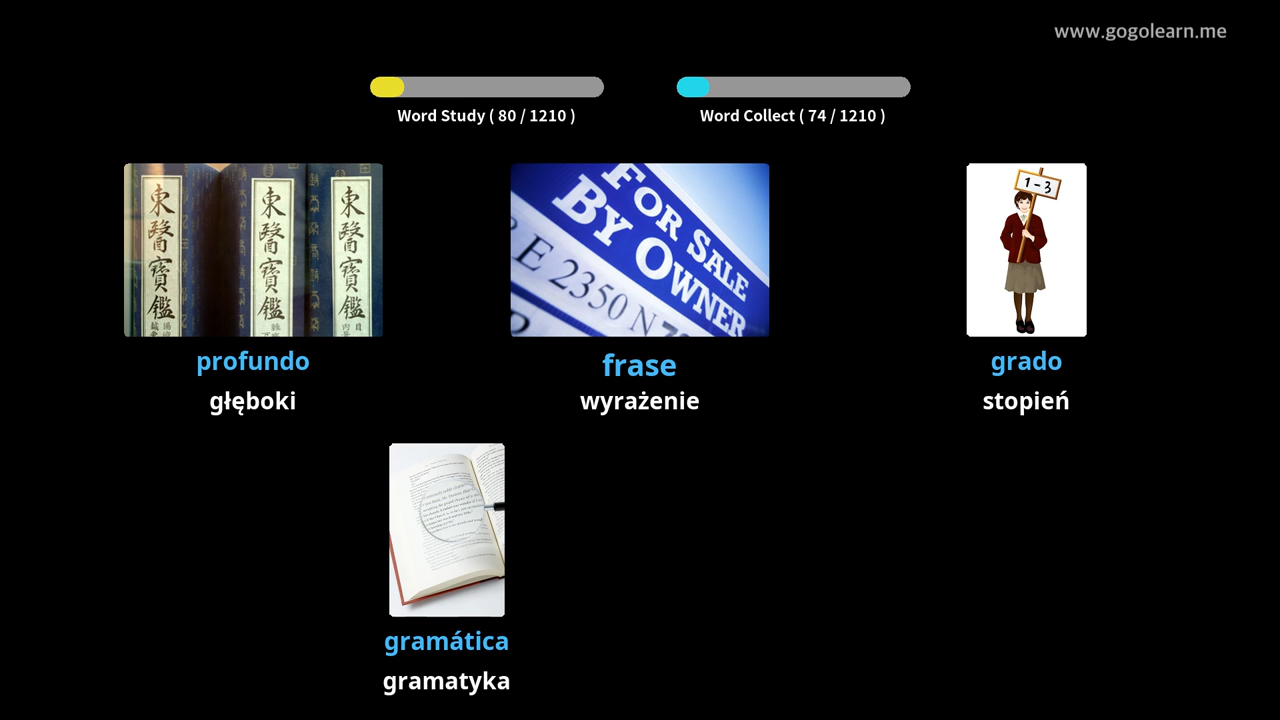 www.gogolearn.me
Word Study ( 80 / 1210 )
Word Collect ( 74 / 1210 )
東醫寶鑑
東醫寶鑑
東醫寶鑑
FOR SALE
BY OWNER
E 2350 N
1-3
profundo
frase
grado
głęboki
wyrażenie
stopień
gramática
gramatyka